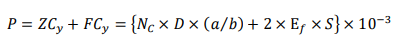 P = ZC_y + FC_y = {N_C × D × (a/b) + 2 × E_f × S} × 10^{−3}